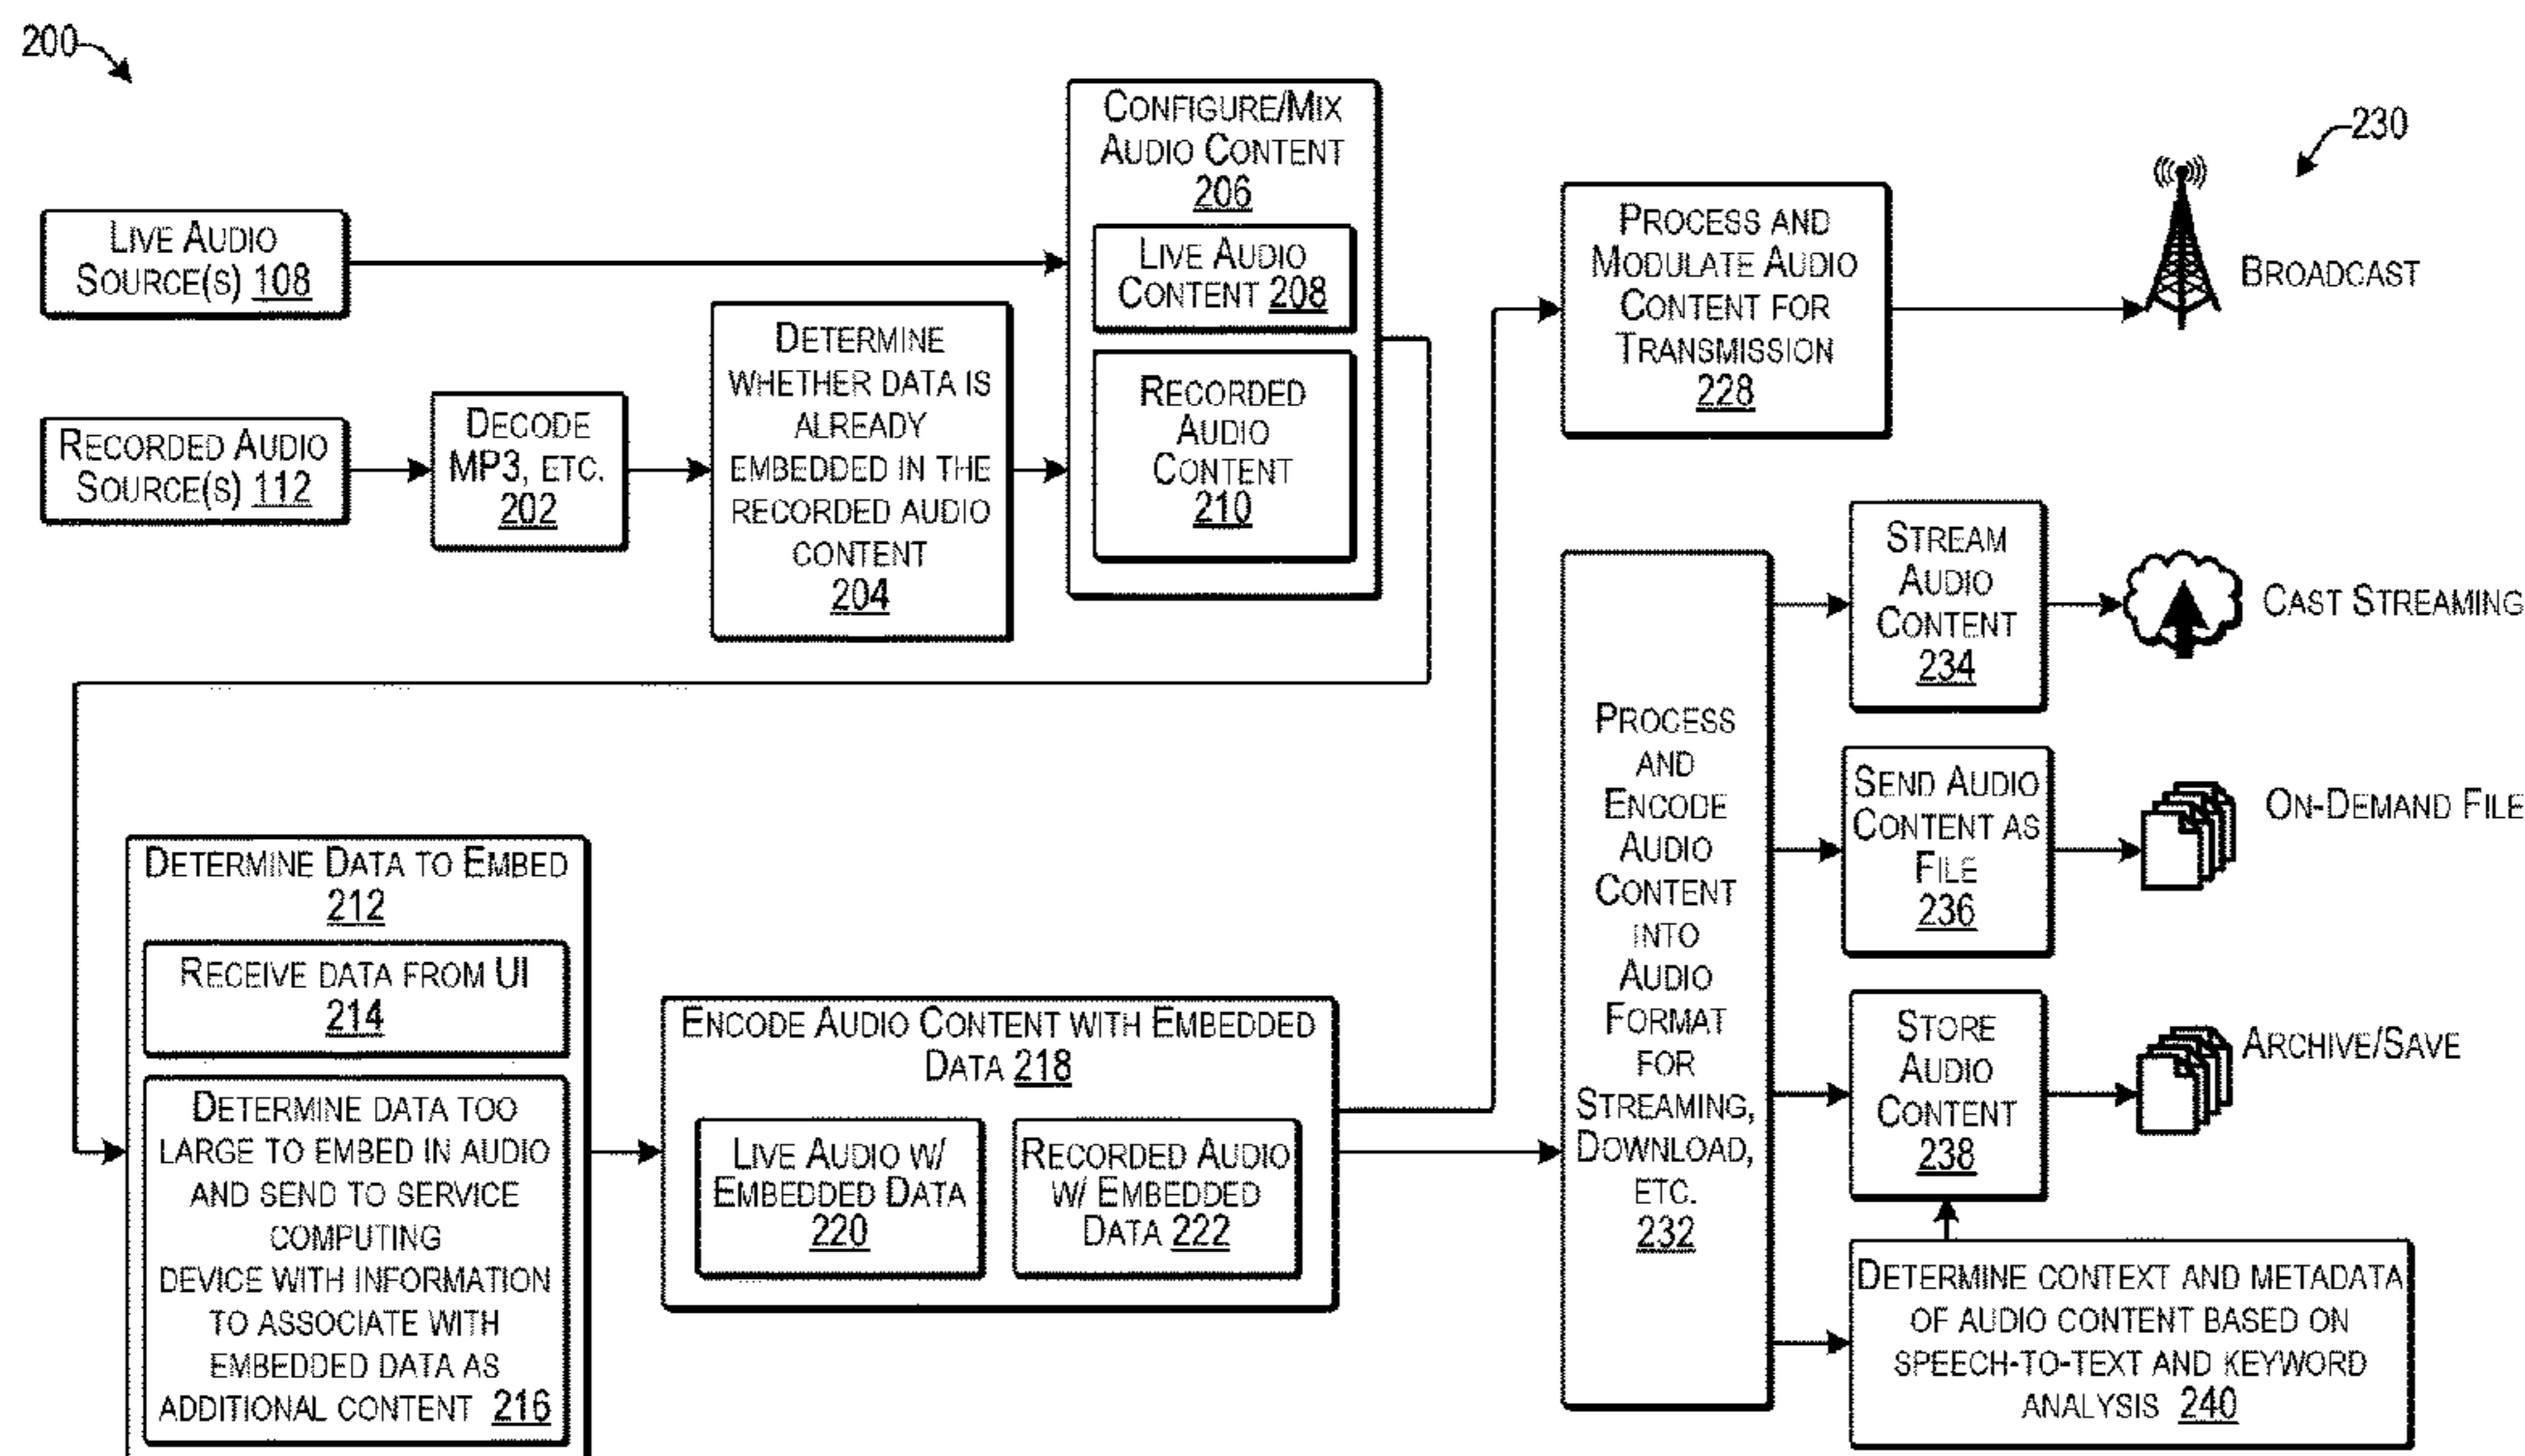 200
LIVE AUDIO
SOURCE(S) 108
RECORDED AUDIO
SOURCE(S) 112
DECODE
MP3, ETC.
202
DETERMINE
WHETHER DATA IS
ALREADY
EMBEDDED IN THE
RECORDED AUDIO
CONTENT
204
CONFIGURE/MIX
AUDIO CONTENT
206
LIVE AUDIO
CONTENT 208
RECORDED
AUDIO
CONTENT
210
DETERMINE DATA TO EMBED
212
RECEIVE DATA FROM UI
214
DETERMINE DATA TOO
LARGE TO EMBED IN AUDIO
AND SEND TO SERVICE
COMPUTING
DEVICE WITH INFORMATION
TO ASSOCIATE WITH
EMBEDDED DATA AS
ADDITIONAL CONTENT 216
ENCODE AUDIO CONTENT WITH EMBEDDED
DATA 218
LIVE AUDIO W/
EMBEDDED DATA
220
RECORDED AUDIO
W/ EMBEDDED
DATA 222
PROCESS AND
MODULATE AUDIO
CONTENT FOR
TRANSMISSION
228
230
BROADCAST
PROCESS
AND
ENCODE
AUDIO
CONTENT
INTO
AUDIO
FORMAT
FOR
STREAMING,
DOWNLOAD,
ETC.
232
STREAM
AUDIO
CONTENT
234
CAST STREAMING
SEND AUDIO
CONTENT AS
FILE
236
ON-DEMAND FILE
STORE
AUDIO
CONTENT
238
ARCHIVE/SAVE
DETERMINE CONTEXT AND METADATA
OF AUDIO CONTENT BASED ON
SPEECH-TO-TEXT AND KEYWORD
ANALYSIS 240